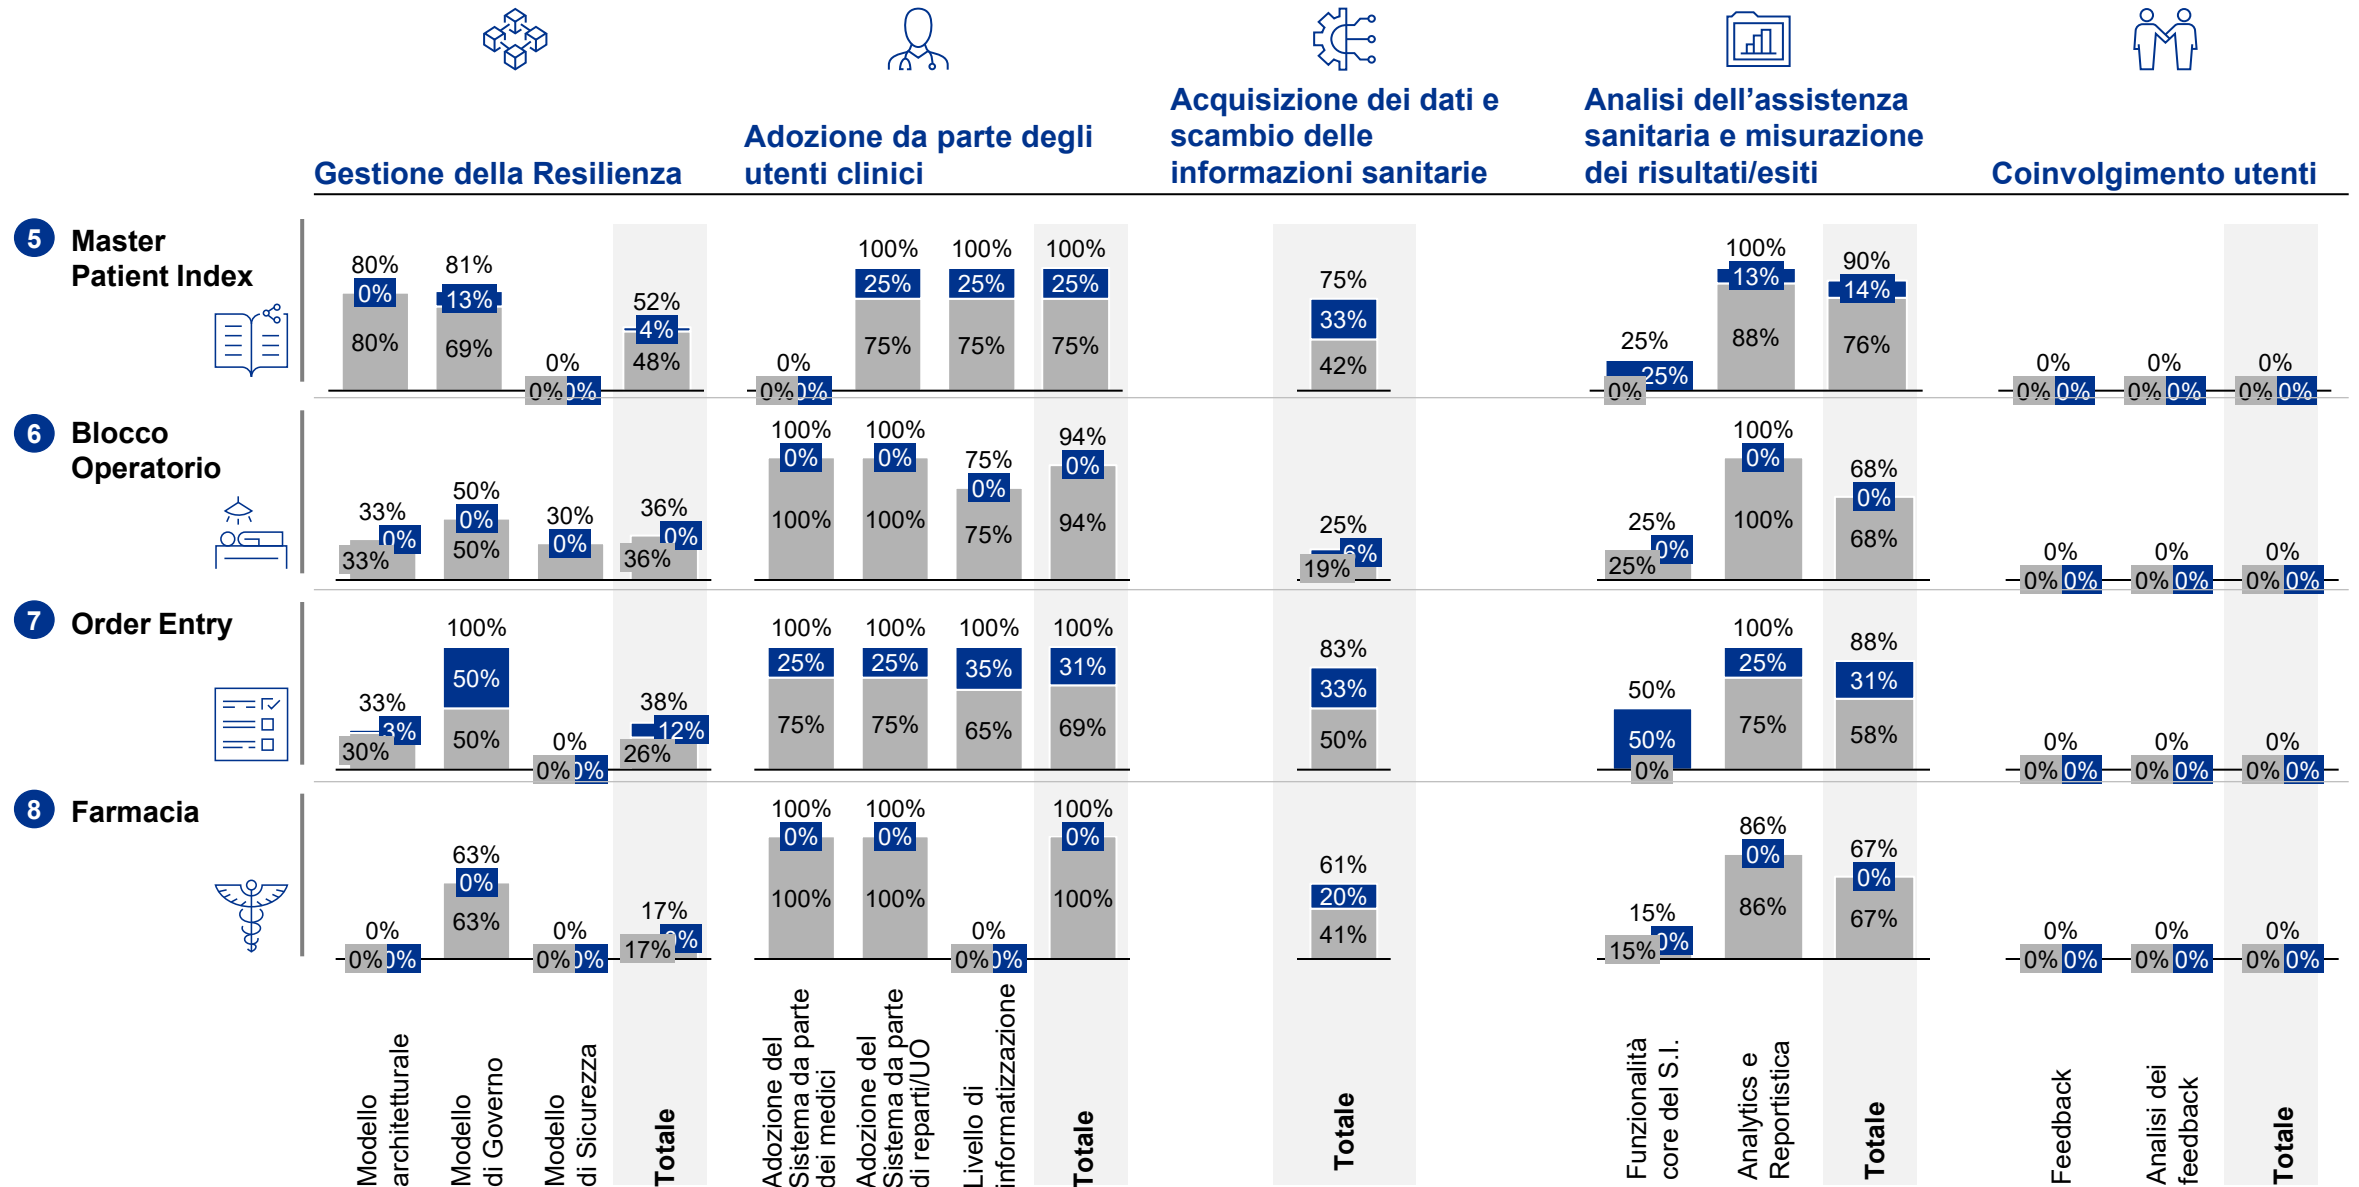 Gestione della Resilienza
Adozione da parte degli
utenti clinici
Acquisizione dei dati e
scambio delle
informazioni sanitarie
Analisi dell’assistenza
sanitaria e misurazione
dei risultati/esiti
Coinvolgimento utenti
5 Master
Patient Index
80% 81% 0% 52% 0% 100% 100% 100% 75% 25% 100% 90% 0% 0% 0%
0% 13% 0% 4% 0% 25% 25% 25% 33% 25% 13% 14% 0% 0% 0%
80% 69% 0% 48% 0% 75% 75% 75% 42% 0% 88% 76% 0% 0% 0%
6 Blocco
Operatorio
33% 50% 30% 36% 100% 100% 75% 94% 25% 25% 100% 68% 0% 0% 0%
0% 0% 0% 0% 0% 0% 0% 0% 6% 0% 0% 0% 0% 0% 0%
33% 50% 36% 100% 100% 75% 94% 19% 25% 100% 68% 0% 0% 0%
7 Order Entry
33% 100% 0% 38% 100% 100% 100% 100% 83% 50% 100% 88% 0% 0% 0%
3% 50% 0% 12% 25% 25% 35% 31% 33% 50% 25% 31% 0% 0% 0%
30% 50% 0% 26% 75% 75% 65% 69% 50% 0% 75% 58% 0% 0% 0%
8 Farmacia
0% 63% 0% 17% 100% 100% 0% 100% 61% 15% 86% 67% 0% 0% 0%
0% 0% 0% 0% 0% 0% 0% 0% 20% 0% 0% 0% 0% 0% 0%
0% 63% 0% 17% 100% 100% 0% 100% 41% 15% 86% 67% 0% 0% 0%
Modello
architetturale
Modello
di Governo
Modello
di Sicurezza
Totale
Adozione del
Sistema da parte
dei medici
Adozione del
Sistema da parte
di reparti/UO
Livello di
informatizzazione
Totale
Totale
Funzionalità
core del S.I.
Analytics e
Reportistica
Totale
Feedback
Analisi dei
feedback
Totale